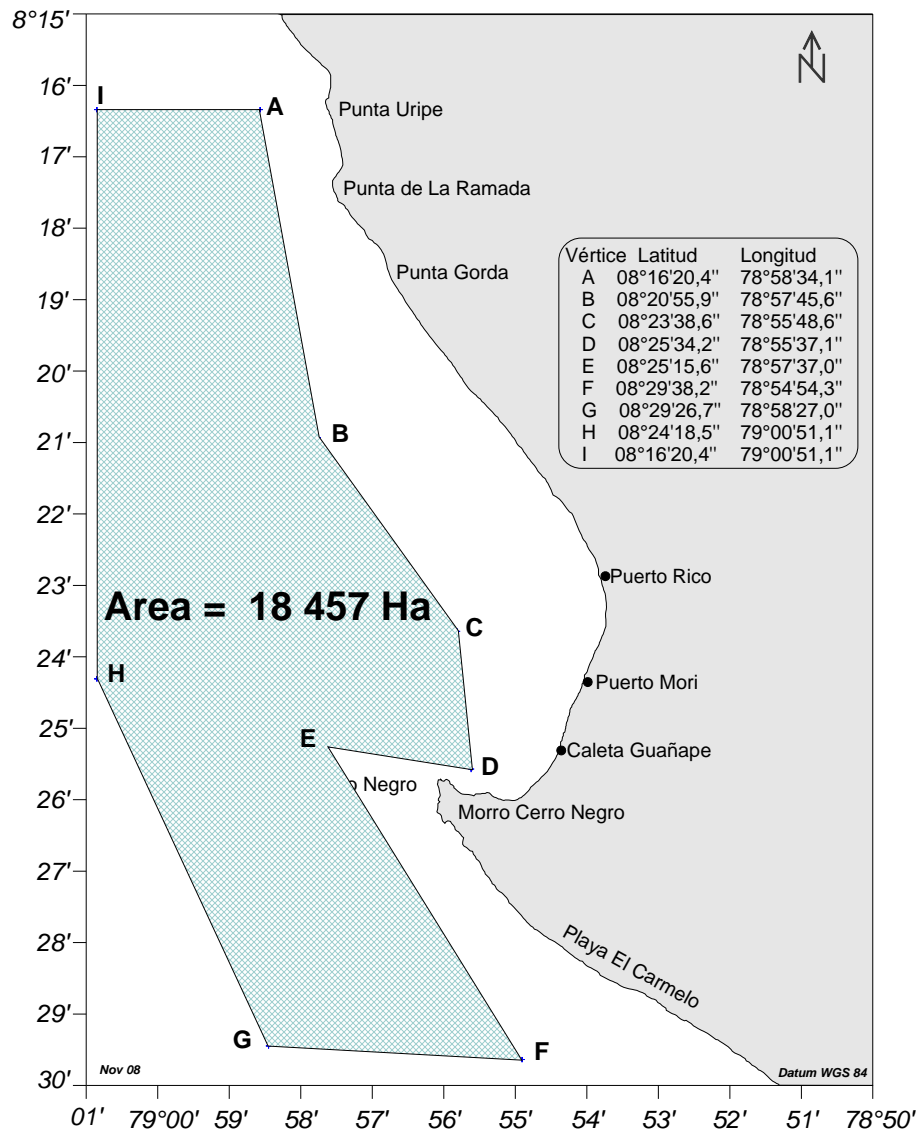 8°15'
16'
17'
18'
19'
20'
21'
22'
23'
24'
25'
26'
27'
28'
29'
30'
01'
79°00'
59'
58'
57'
56'
55'
54'
53'
52'
51'
78°50'
N
I
A
Punta Uripe
Punta de La Ramada
Punta Gorda
Vértice Latitud Longitud
A 08°16'20,4" 78°58'34,1"
B 08°20'55,9" 78°57'45,6"
C 08°23'38,6" 78°55'48,6"
D 08°25'34,2" 78°55'37,1"
E 08°25'15,6" 78°57'37,0"
F 08°29'38,2" 78°54'54,3"
G 08°29'26,7" 78°58'27,0"
H 08°24'18,5" 79°00'51,1"
I 08°16'20,4" 79°00'51,1"
B
Puerto Rico
Area = 18 457 Ha
C
H
Puerto Mori
E
Caleta Guañape
D
Negro
Morro Cerro Negro
Playa El Carmelo
G
F
Nov 08
Datum WGS 84